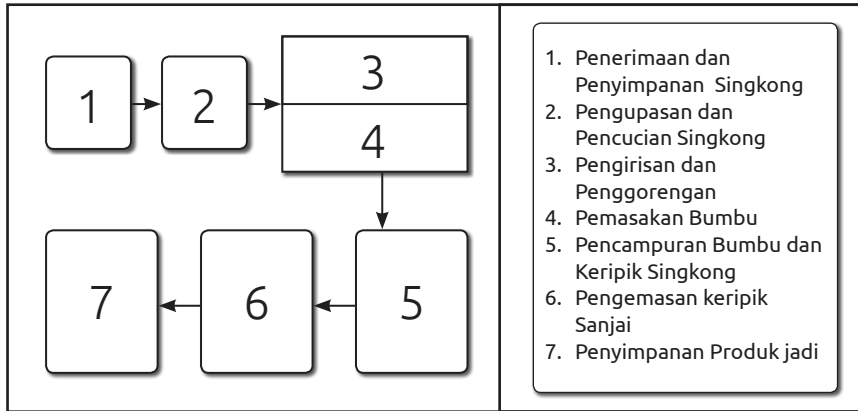 1
2
3
4
7
6
5
1. Penerimaan dan
Penyimpanan Singkong
2. Pengupasan dan
Pencucian Singkong
3. Pengirisan dan
Penggorengan
4. Pemasakan Bumbu
5. Pencampuran Bumbu dan
Keripik Singkong
6. Pengemasan keripik
Sanjai
7. Penyimpanan Produk jadi